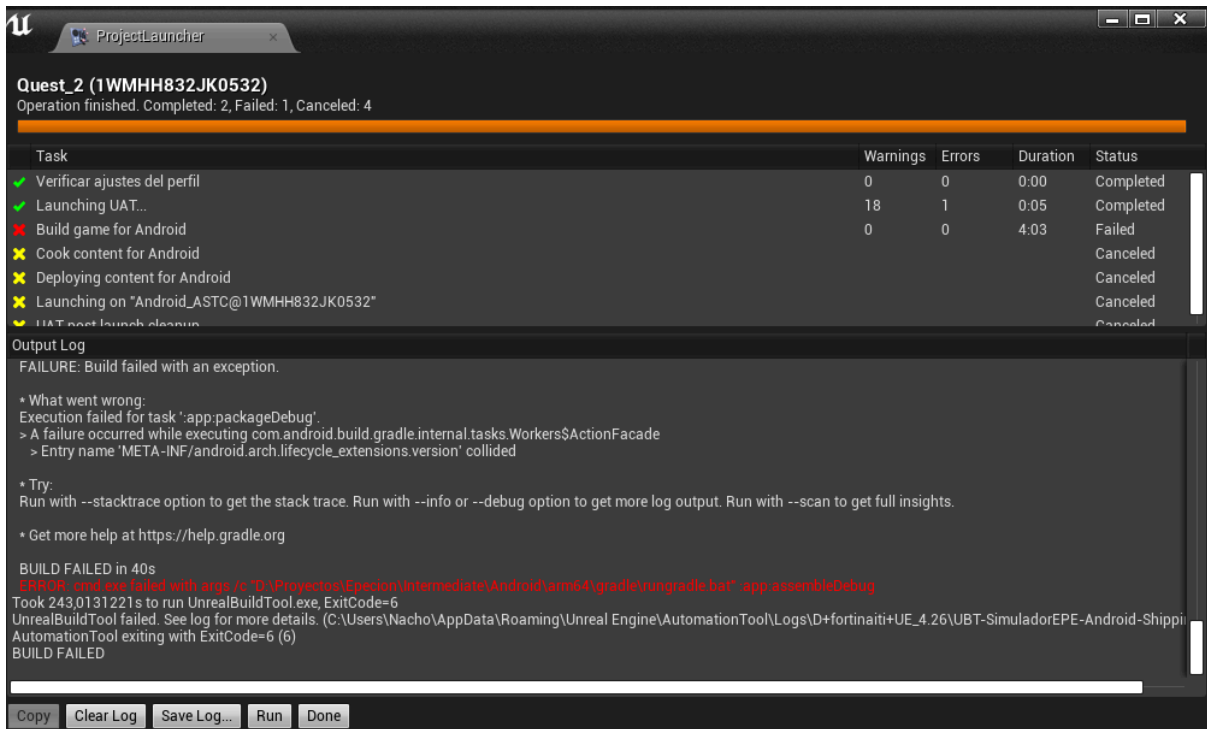 ProjectLauncher
Quest_2 (1WMHH832JK0532)
Operation finished. Completed: 2, Failed: 1, Canceled: 4
Task Warnings Errors Duration Status
Verificar ajustes del perfil 0 0 0:00 Completed
Launching UAT... 18 1 0:05 Completed
Build game for Android 0 0 4:03 Failed
Cook content for Android Canceled
Deploying content for Android Canceled
Launching on "Android_ASTC@1WMHH832JK0532" Canceled
UAT post launch cleanup Canceled
Output Log
FAILURE: Build failed with an exception.
* What went wrong:
Execution failed for task ':app:packageDebug'.
> A failure occurred while executing com.android.build.gradle.internal.tasks.Workers$ActionFacade
> Entry name 'META-INF/android.arch.lifecycle_extensions.version' collided
* Try:
Run with --stacktrace option to get the stack trace. Run with --info or --debug option to get more log output. Run with --scan to get full insights.
* Get more help at https://help.gradle.org
BUILD FAILED in 40s
ERROR: cmd.exe failed with args /c "D:\Proyectos\Epecion\Intermediate\Android\arm64\gradle\rungradle.bat" :app:assembleDebug
Took 243,0131221s to run UnrealBuildTool.exe, ExitCode=6
UnrealBuildTool failed. See log for more details. (C:\Users\Nacho\AppData\Roaming\Unreal Engine\AutomationTool\Logs\D+fortinaiti+UE_4.26\UBT-SimuladorEPE-Android-Shippi
AutomationTool exiting with ExitCode=6 (6)
BUILD FAILED
Copy Clear Log Save Log... Run Done